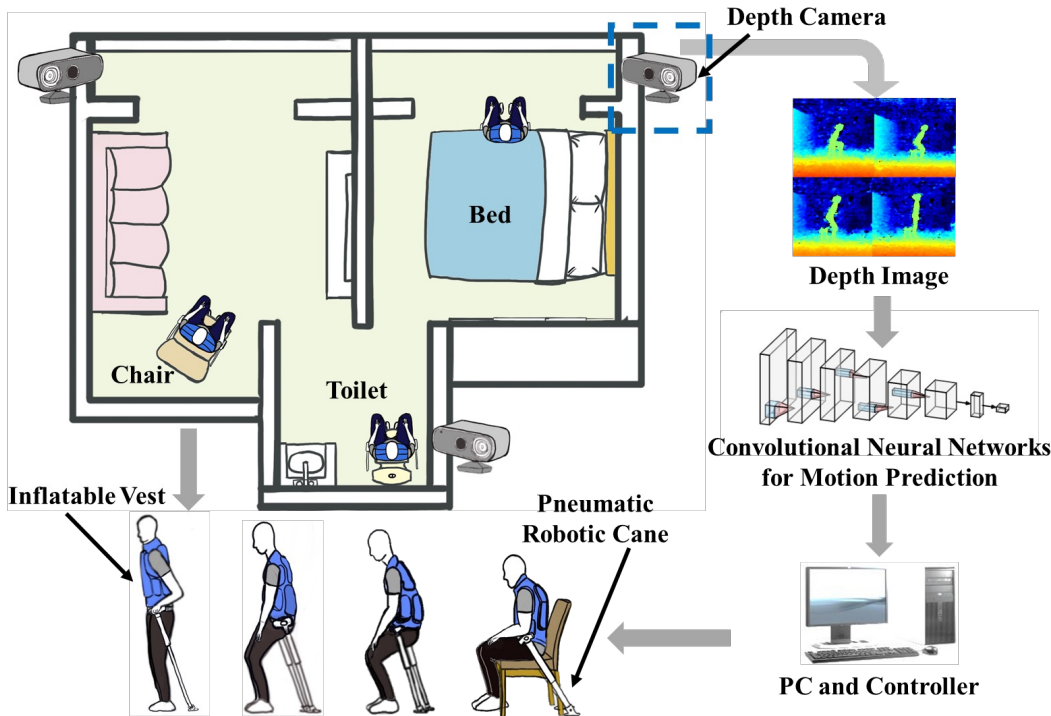 Depth Camera
Bed
Depth Image
Chair
Toilet
Convolutional Neural Networks
for Motion Prediction
Inflatable Vest
Pneumatic
Robotic Cane
PC and Controller